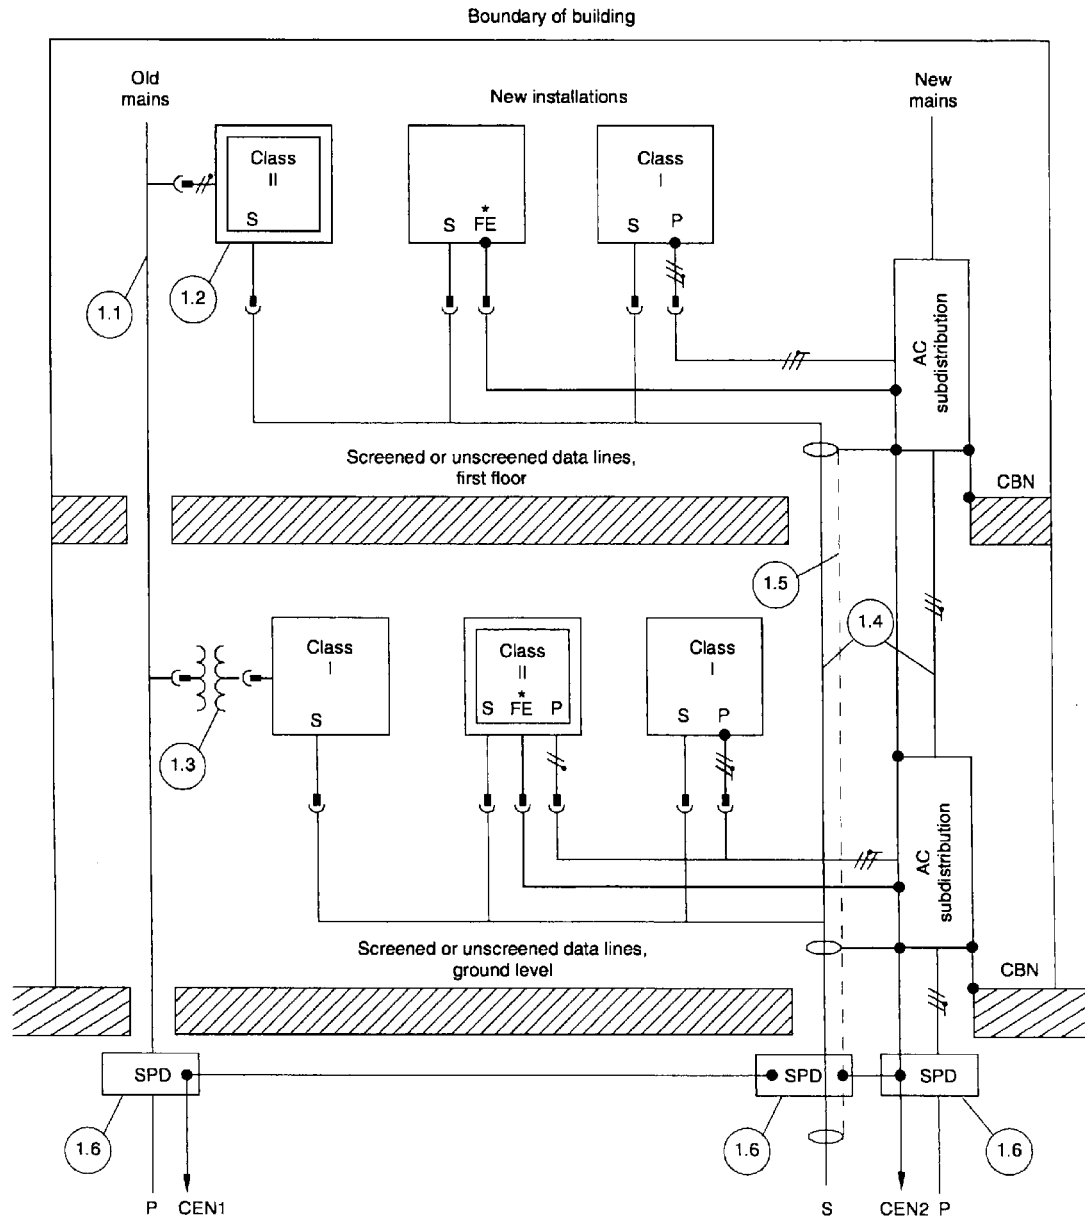 Boundary of building
Old
mains
New installations
New
mains
Class
II
S
S
*
FE
Class
I
S
P
1.1
1.2
AC
subdistribution
Screened or unscreened data lines,
first floor
CBN
1.5
1.4
Class
I
S
Class
II
*
S FE P
Class
I
S
P
1.3
AC
subdistribution
Screened or unscreened data lines,
ground level
CBN
SPD
SPD
SPD
1.6
1.6
1.6
P
CEN1
S
CEN2
P